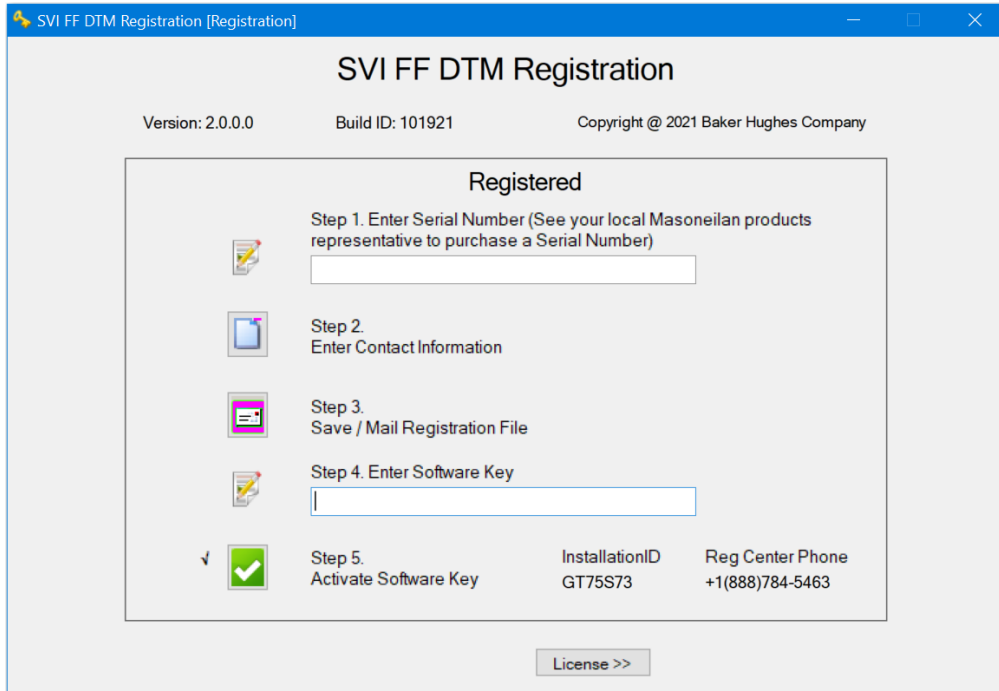 SVI FF DTM Registration [Registration]
SVI FF DTM Registration
Version: 2.0.0.0 Build ID: 101921 Copyright @ 2021 Baker Hughes Company
Registered
Step 1. Enter Serial Number (See your local Masoneilan products
representative to purchase a Serial Number)
Step 2.
Enter Contact Information
Step 3.
Save / Mail Registration File
Step 4. Enter Software Key
Step 5.
Activate Software Key
InstallationID
GT75S73
Reg Center Phone
+1(888)784-5463
License >>